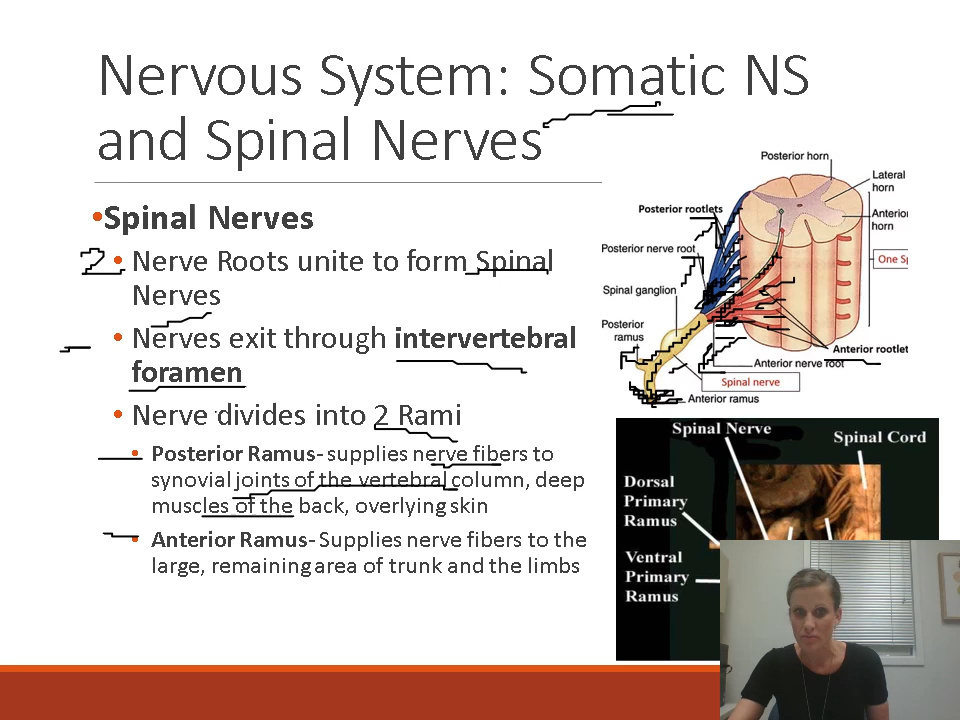 Nervous System: Somatic NS
and Spinal Nerves
•Spinal Nerves
2 • Nerve Roots unite to form Spinal
Nerves
• Nerves exit through intervertebral
foramen
• Nerve divides into 2 Rami
• Posterior Ramus- supplies nerve fibers to
synovial joints of the vertebral column, deep
muscles of the back, overlying skin
• Anterior Ramus- Supplies nerve fibers to the
large, remaining area of trunk and the limbs
Posterior horn
Lateral
horn
Posterior rootlets
Anterior
horn
Posterior nerve root
One Sp
Spinal ganglion
Posterior
ramus
Anterior rootlet
Anterior nerve root
Spinal nerve
Anterior ramus
Spinal Nerve
Spinal Cord
Dorsal
Primary
Ramus
Ventral
Primary
Ramus